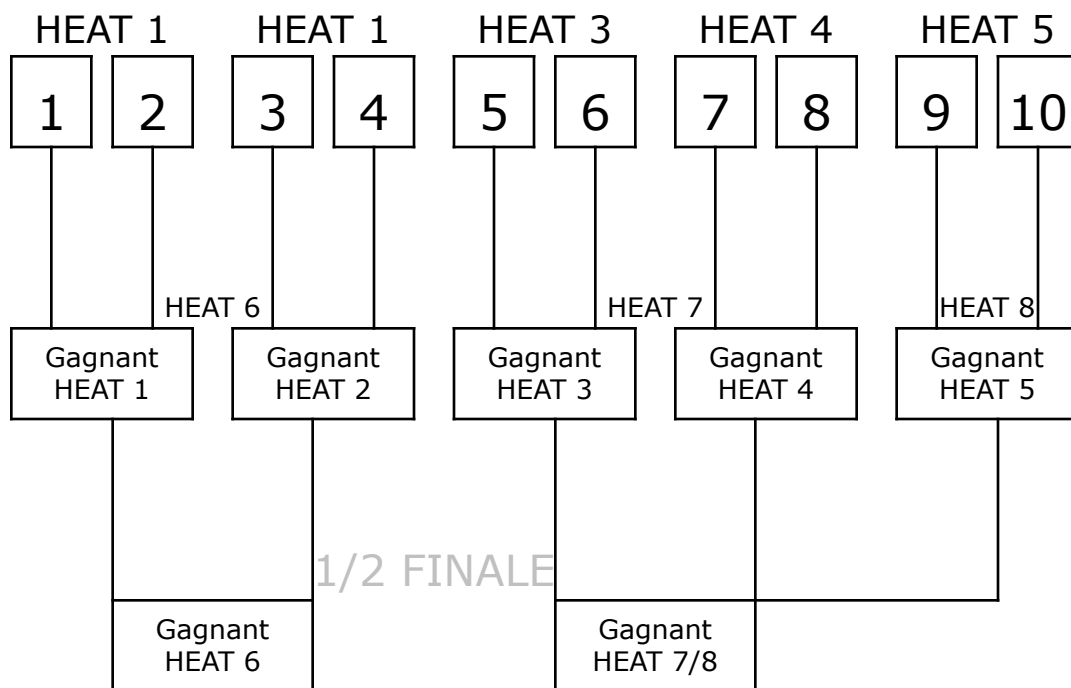 HEAT 1 HEAT 1 HEAT 3 HEAT 4 HEAT 5
1 2 3 4 5 6 7 8 9 10
HEAT 6 HEAT 7 HEAT 8
Gagnant Gagnant Gagnant Gagnant Gagnant
HEAT 1 HEAT 2 HEAT 3 HEAT 4 HEAT 5
1/2 FINALE
Gagnant Gagnant
HEAT 6 HEAT 7/8